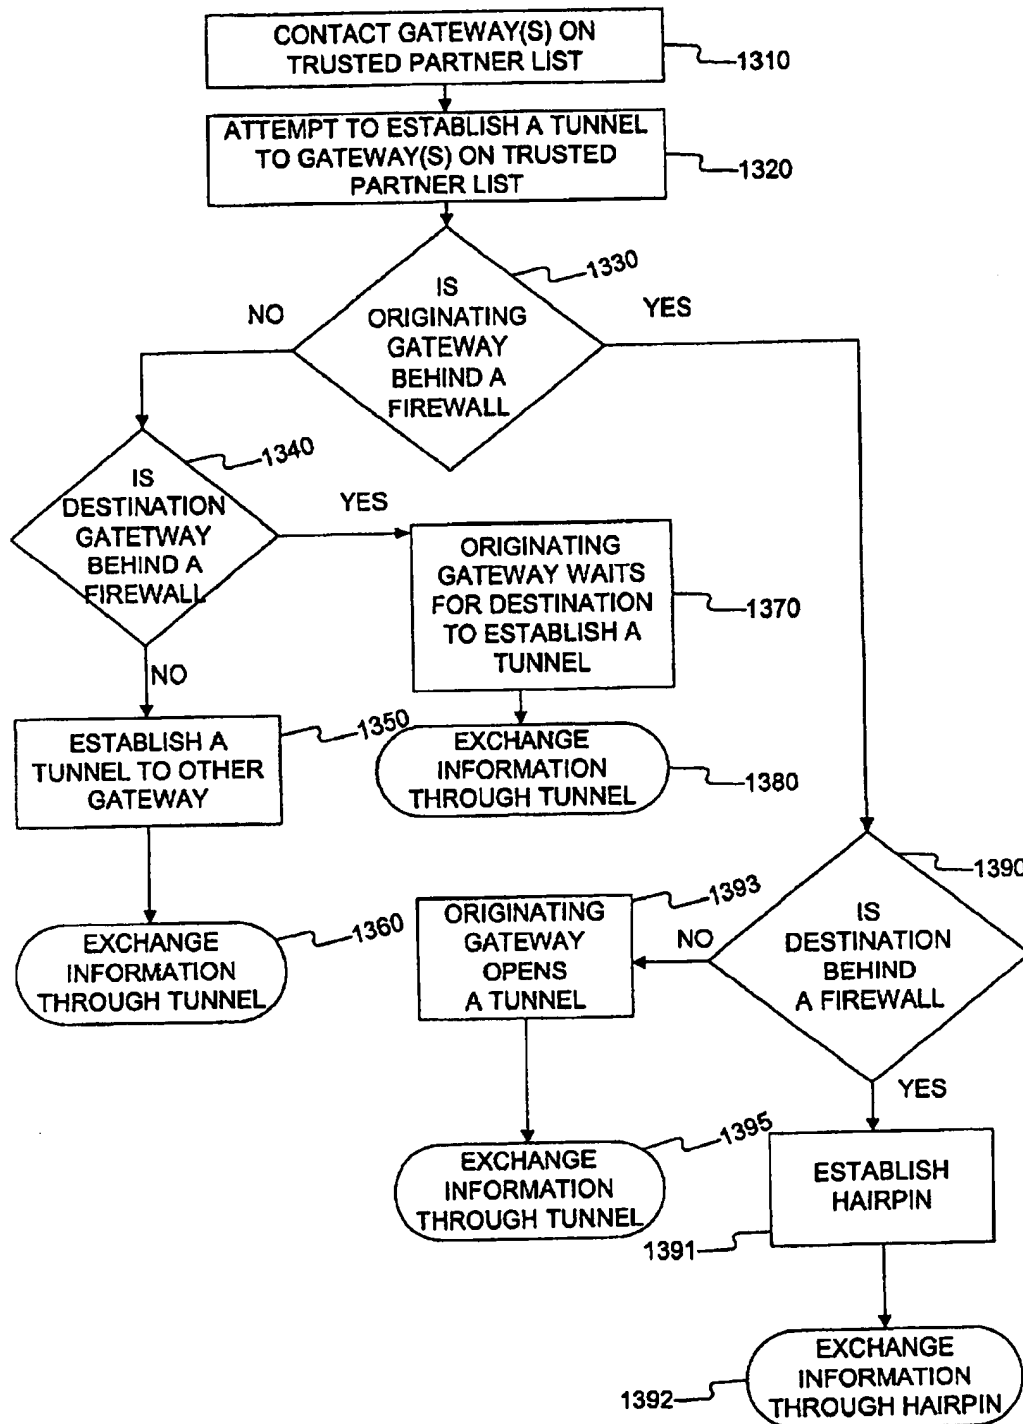 CONTACT GATEWAY(S) ON
TRUSTED PARTNER LIST
1310
ATTEMPT TO ESTABLISH A TUNNEL
TO GATEWAY(S) ON TRUSTED
PARTNER LIST
1320
1330
IS
ORIGINATING
GATEWAY
BEHIND A
FIREWALL
NO
YES
1340
IS
DESTINATION
GATETWAY
BEHIND A
FIREWALL
YES
ORIGINATING
GATEWAY WAITS
FOR DESTINATION
TO ESTABLISH A
TUNNEL
1370
NO
1350
ESTABLISH A
TUNNEL TO OTHER
GATEWAY
EXCHANGE
INFORMATION
THROUGH TUNNEL
1380
1360
EXCHANGE
INFORMATION
THROUGH TUNNEL
1390
IS
DESTINATION
BEHIND
A FIREWALL
NO
1393
ORIGINATING
GATEWAY
OPENS
A TUNNEL
YES
1395
EXCHANGE
INFORMATION
THROUGH TUNNEL
ESTABLISH
HAIRPIN
1391
EXCHANGE
INFORMATION
THROUGH HAIRPIN
1392